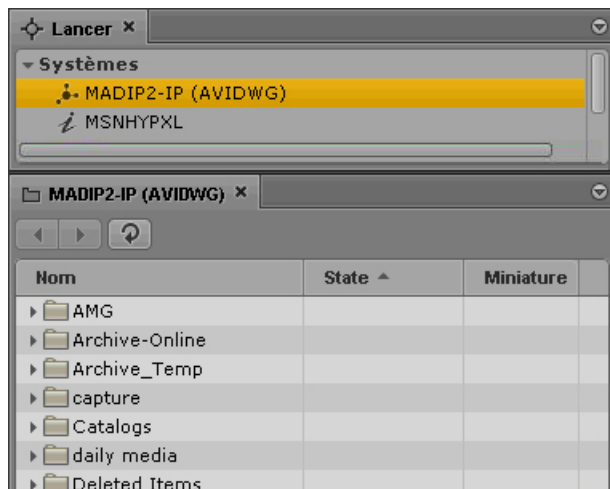 Lancer ×
Systèmes
MADIP2-IP (AVIDWG)
MSNHYPXL
MADIP2-IP (AVIDWG) ×
Nom State Miniature
AMG
Archive-Online
Archive_Temp
capture
Catalogs
daily media
Deleted Items